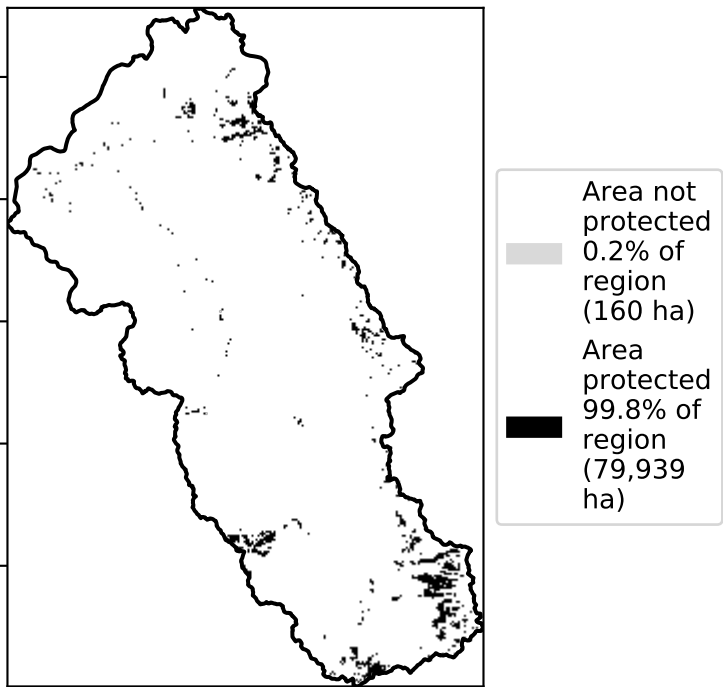 Area not
protected
0.2% of
region
(160 ha)
Area
protected
99.8% of
region
(79,939
ha)